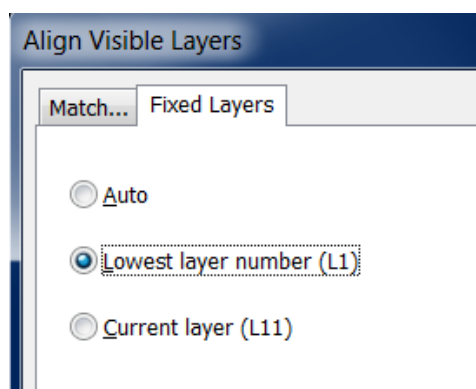 Align Visible Layers
Match... Fixed Layers
Auto
Lowest layer number (L1)
Current layer (L11)